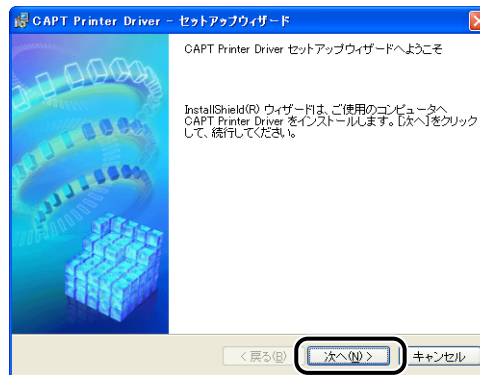 CAPT Printer Driver - セットアップウィザード
CAPT Printer Driver セットアップウィザードへようこそ
InstallShield(R) ウィザードは、ご使用のコンピュータへ
CAPT Printer Driver をインストールします。[次へ]をクリック
して、続行してください。
< 戻る(B)
次へ(N) >
キャンセル